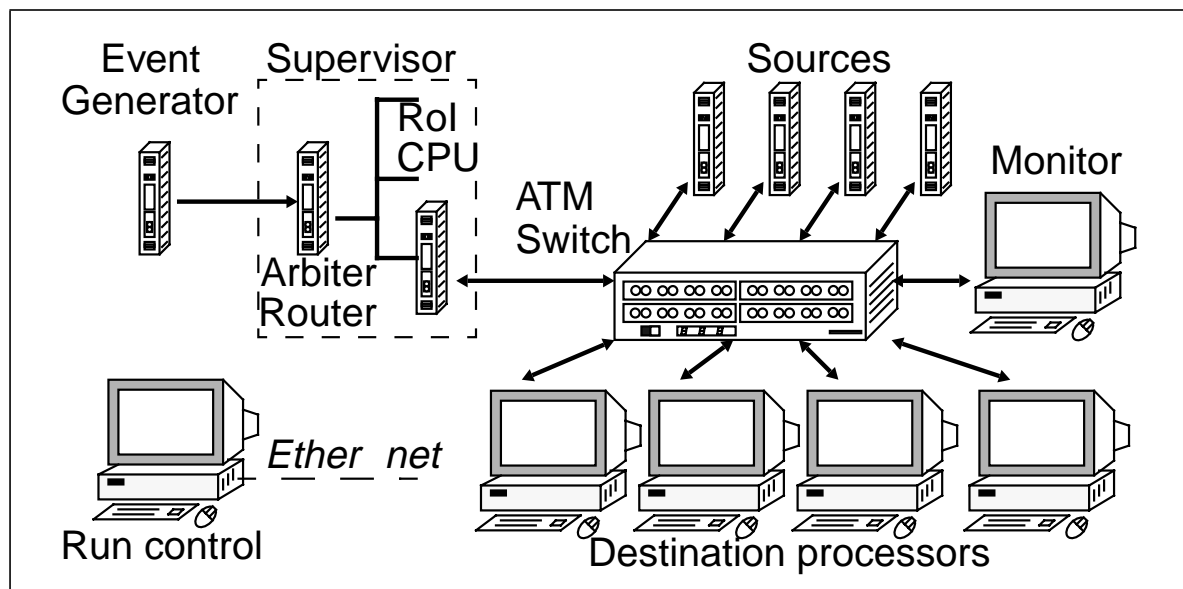 Event
Generator
Supervisor
RoI
CPU
Arbiter
Router
ATM
Switch
Sources
Monitor
Ether net
Run control
Destination processors